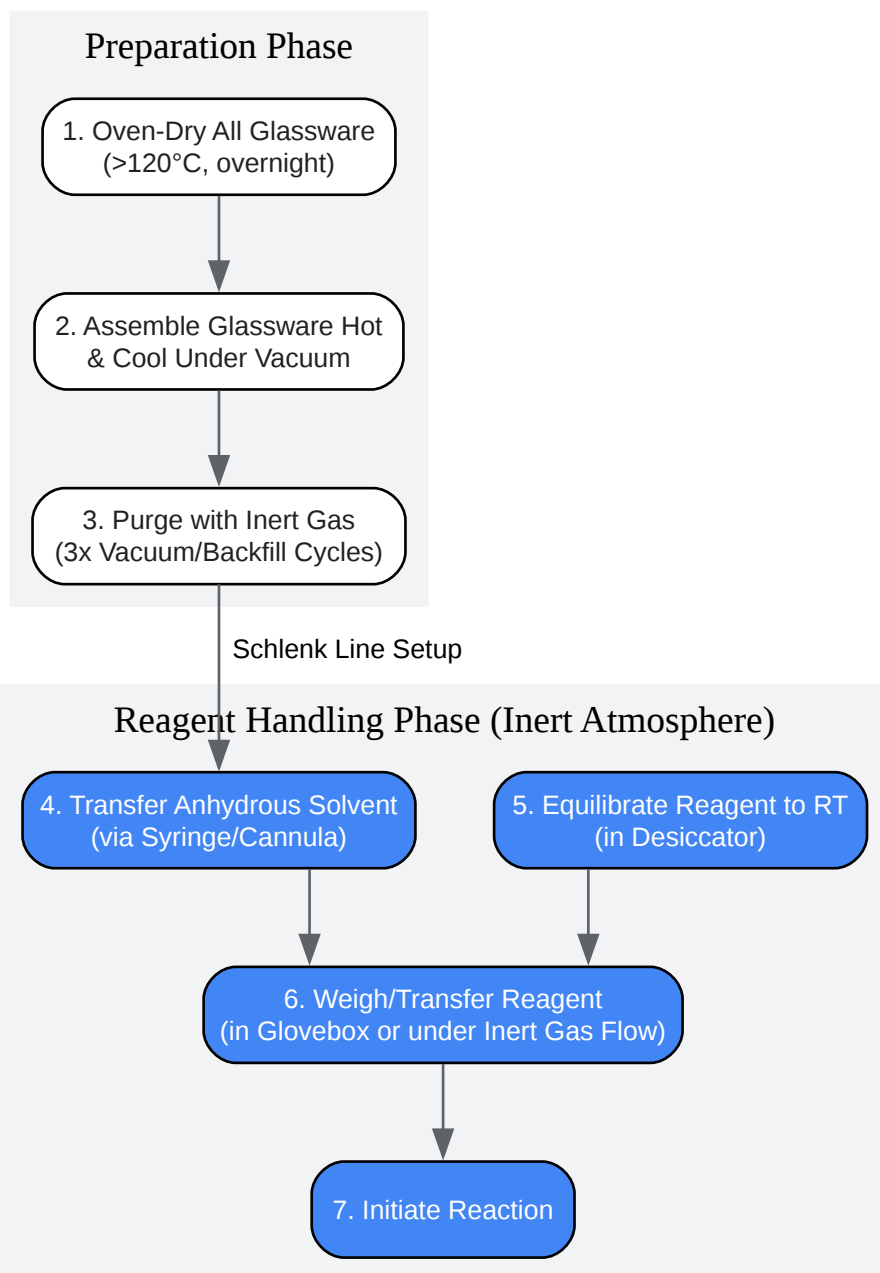 Preparation Phase
1. Oven-Dry All Glassware
(>120°C, overnight)
2. Assemble Glassware Hot
& Cool Under Vacuum
3. Purge with Inert Gas
(3x Vacuum/Backfill Cycles)
Schlenk Line Setup
Reagent Handling Phase (Inert Atmosphere)
4. Transfer Anhydrous Solvent
(via Syringe/Cannula)
5. Equilibrate Reagent to RT
(in Desiccator)
6. Weigh/Transfer Reagent
(in Glovebox or under Inert Gas Flow)
7. Initiate Reaction